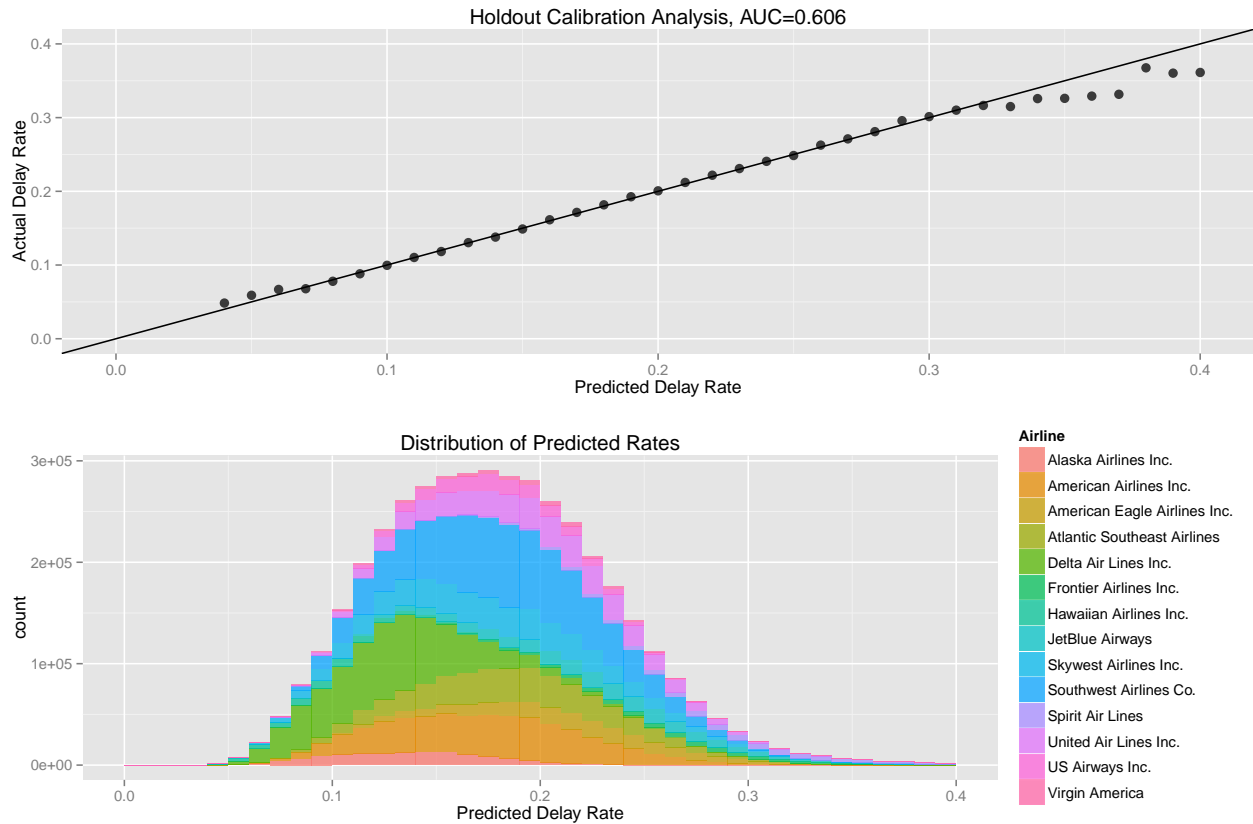 Holdout Calibration Analysis, AUC=0.606
0.4
0.3
0.2
0.1
0.0
Actual Delay Rate
0.0 0.1 0.2 0.3 0.4
Predicted Delay Rate
Distribution of Predicted Rates
3e+05
2e+05
1e+05
0e+00
count
0.0 0.1 0.2 0.3 0.4
Predicted Delay Rate
Airline
Alaska Airlines Inc.
American Airlines Inc.
American Eagle Airlines Inc.
Atlantic Southeast Airlines
Delta Air Lines Inc.
Frontier Airlines Inc.
Hawaiian Airlines Inc.
JetBlue Airways
Skywest Airlines Inc.
Southwest Airlines Co.
Spirit Air Lines
United Air Lines Inc.
US Airways Inc.
Virgin America